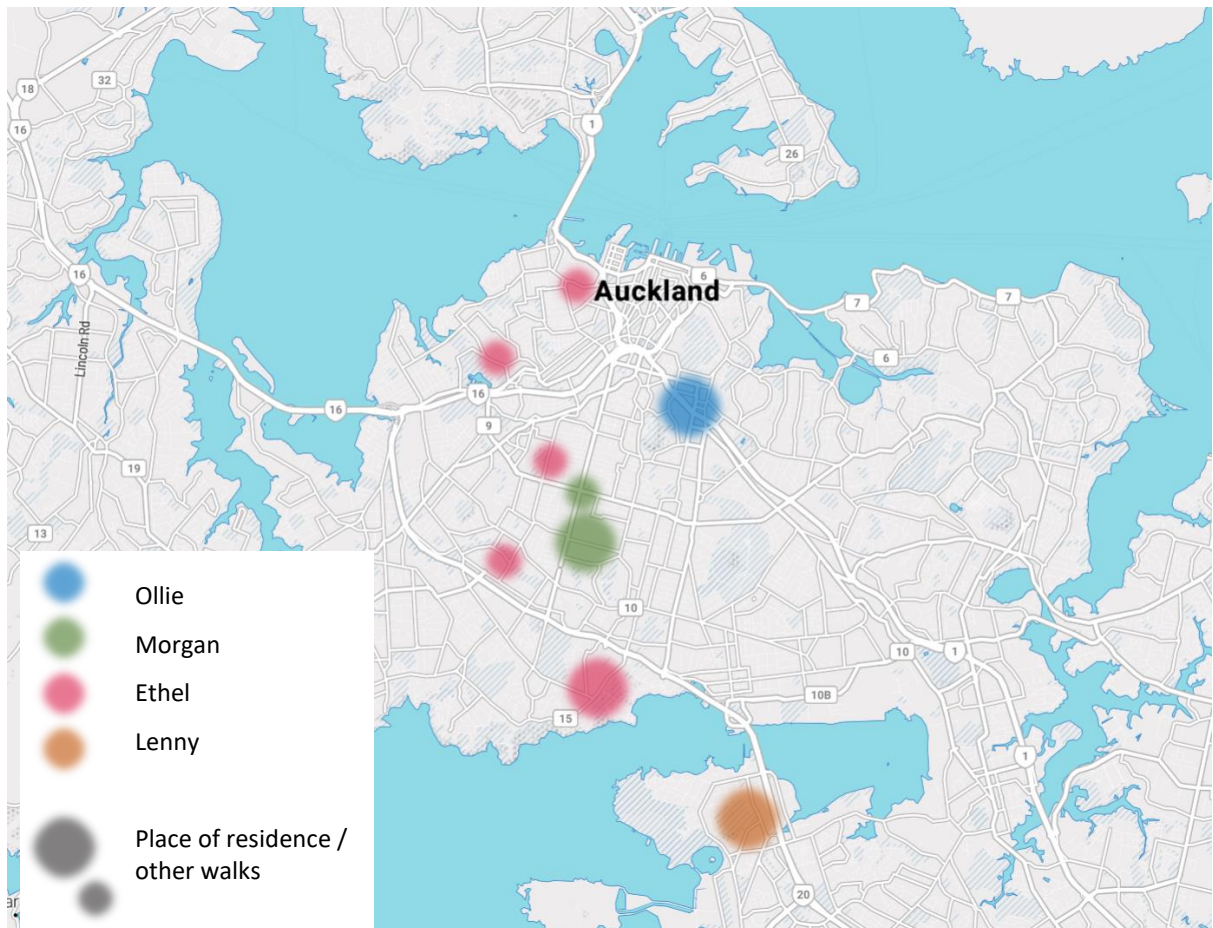 18
32
16
1
26
16
Lincoln Rd
6
Auckland
7
7
6
16
16
9
19
13
10
10
1
10B
15
1
20
ar
Ollie
Morgan
Ethel
Lenny
Place of residence /
other walks